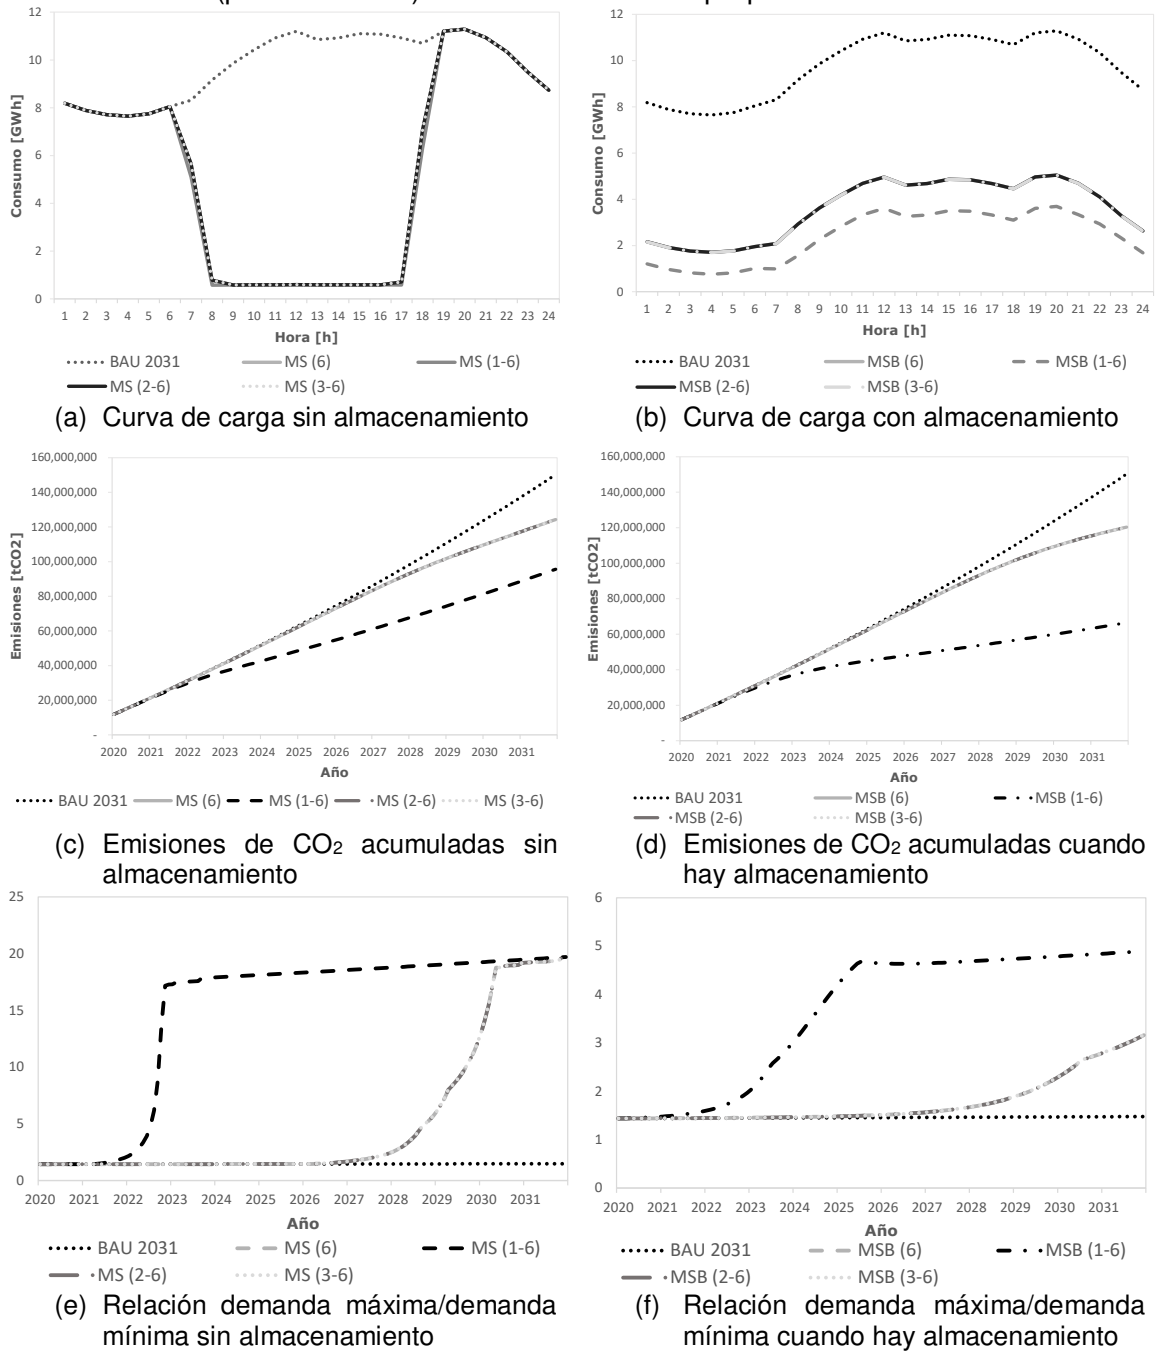 12
10
8
6
4
2
0
Consumo [GWh]
1 2 3 4 5 6 7 8 9 10 11 12 13 14 15 16 17 18 19 20 21 22 23 24
Hora [h]
BAU 2031 MS (6) MS (1-6)
MS (2-6) MS (3-6)
(a) Curva de carga sin almacenamiento
12
10
8
6
4
2
0
Consumo [GWh]
1 2 3 4 5 6 7 8 9 10 11 12 13 14 15 16 17 18 19 20 21 22 23 24
Hora [h]
BAU 2031 MSB (6) MSB (1-6)
MSB (2-6) MSB (3-6)
(b) Curva de carga con almacenamiento
160,000,000
140,000,000
120,000,000
100,000,000
80,000,000
60,000,000
40,000,000
20,000,000
-
Emisiones [tCO2]
2020 2021 2022 2023 2024 2025 2026 2027 2028 2029 2030 2031
Año
BAU 2031 MS (6) MS (1-6) MS (2-6) MS (3-6)
(c) Emisiones de CO₂ acumuladas sin
almacenamiento
160,000,000
140,000,000
120,000,000
100,000,000
80,000,000
60,000,000
40,000,000
20,000,000
-
Emisiones [tCO2]
2020 2021 2022 2023 2024 2025 2026 2027 2028 2029 2030 2031
Año
BAU 2031 MSB (6) MSB (1-6)
MSB (2-6) MSB (3-6)
(d) Emisiones de CO₂ acumuladas cuando
hay almacenamiento
25
20
15
10
5
0
2020 2021 2022 2023 2024 2025 2026 2027 2028 2029 2030 2031
Año
BAU 2031 MS (6) MS (1-6)
MS (2-6) MS (3-6)
(e) Relación demanda máxima/demanda
mínima sin almacenamiento
6
5
4
3
2
1
0
2020 2021 2022 2023 2024 2025 2026 2027 2028 2029 2030 2031
Año
BAU 2031 MSB (6) MSB (1-6)
MSB (2-6) MSB (3-6)
(f) Relación demanda máxima/demanda
mínima cuando hay almacenamiento